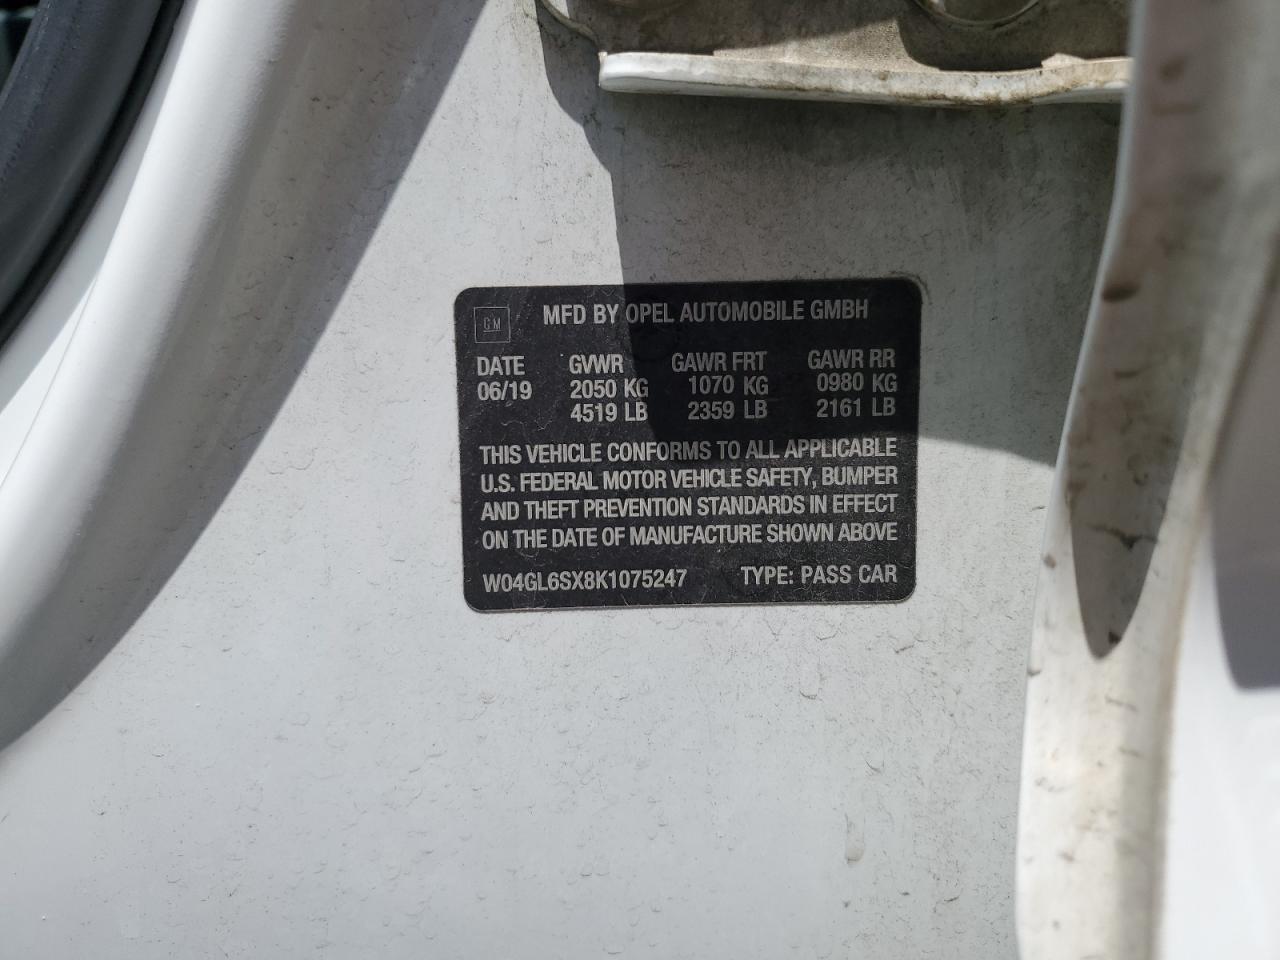 GM
MFD BY OPEL AUTOMOBILE GMBH
DATE GVWR GAWR FRT GAWR RR
06/19 2050 KG 1070 KG 0980 KG
4519 LB 2359 LB 2161 LB
THIS VEHICLE CONFORMS TO ALL APPLICABLE
U.S. FEDERAL MOTOR VEHICLE SAFETY, BUMPER
AND THEFT PREVENTION STANDARDS IN EFFECT
ON THE DATE OF MANUFACTURE SHOWN ABOVE
W04GL6SX8K1075247 TYPE: PASS CAR